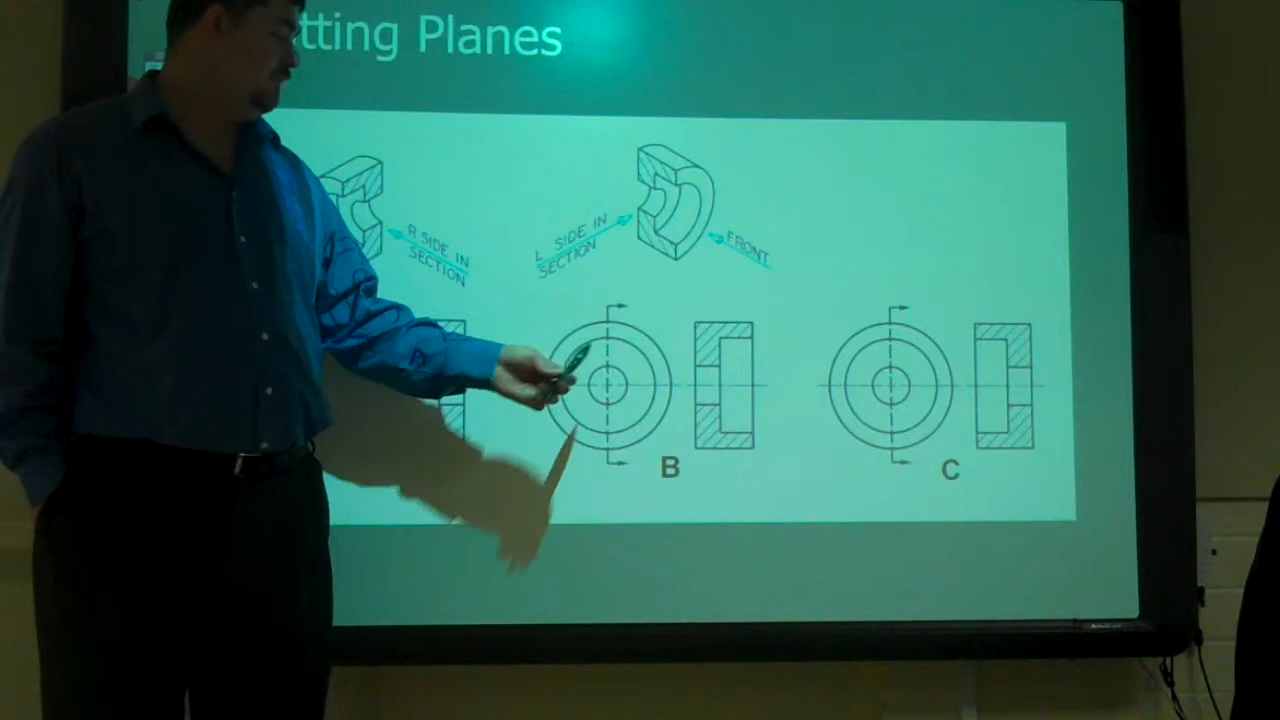 tting Planes
R SIDE IN
SECTION
L SIDE IN
SECTION
FRONT
B
C